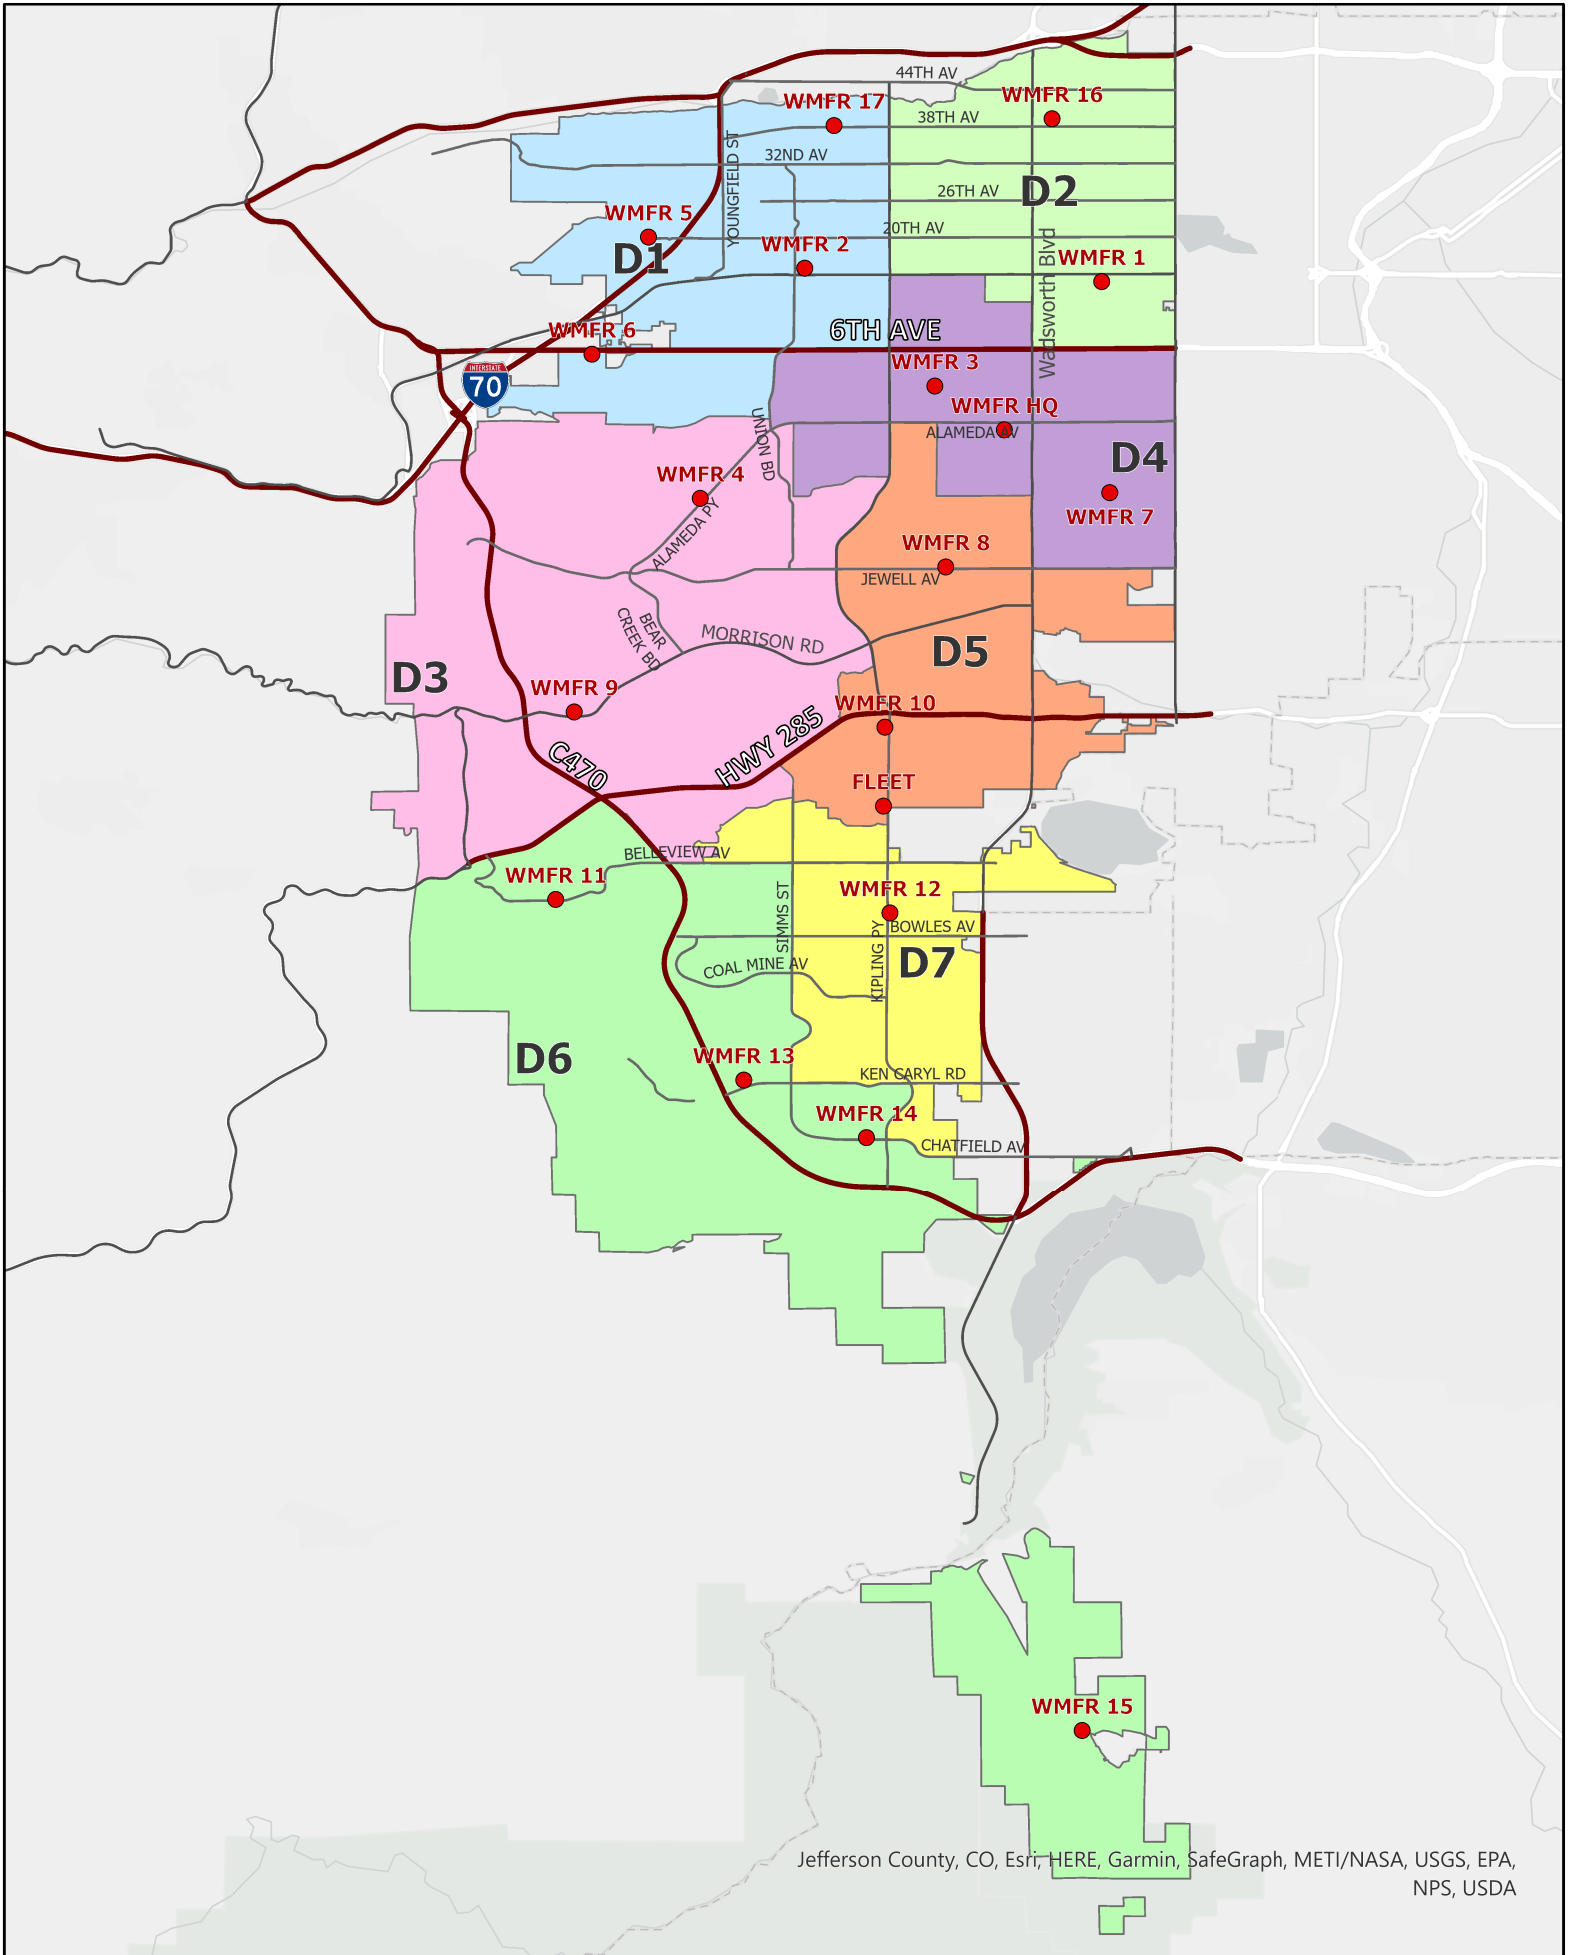 44TH AV
WMFR 17
WMFR 16
38TH AV
YOUNGFIELD ST
32ND AV
26TH AV
D2
WMFR 5
20TH AV
D1
WMFR 2
Wadsworth Blvd
WMFR 1
WMFR 6
6TH AVE
INTERSTATE
70
WMFR 3
WMFR HQ
UNION BD
ALAMEDA AV
D4
WMFR 4
WMFR 7
ALAMEDA PY
WMFR 8
JEWELL AV
BEAR
CREEK BD
MORRISON RD
D5
D3
WMFR 9
WMFR 10
C470
HWY 285
FLEET
BELLEVIEW AV
WMFR 11
SIMMS ST
WMFR 12
KIPLING PY
BOWLES AV
COAL MINE AV
D7
D6
WMFR 13
KEN CARYL RD
WMFR 14
CHATFIELD AV
WMFR 15
Jefferson County, CO, Esri, HERE, Garmin, SafeGraph, METI/NASA, USGS, EPA,
NPS, USDA